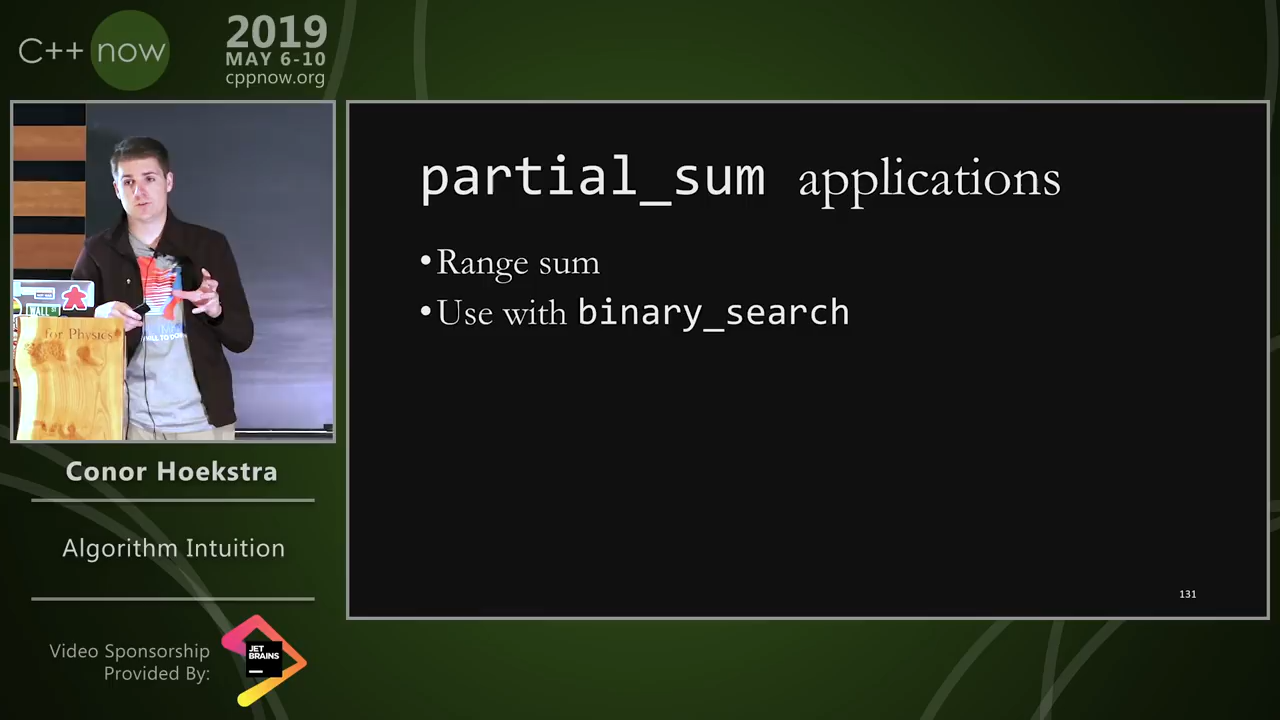 C++ now
2019
MAY 6-10
cppnow.org
partial_sum applications
•Range sum
•Use with binary_search
for Physics
Conor Hoekstra
Algorithm Intuition
Video Sponsorship
Provided By:
JET
BRAINS
131